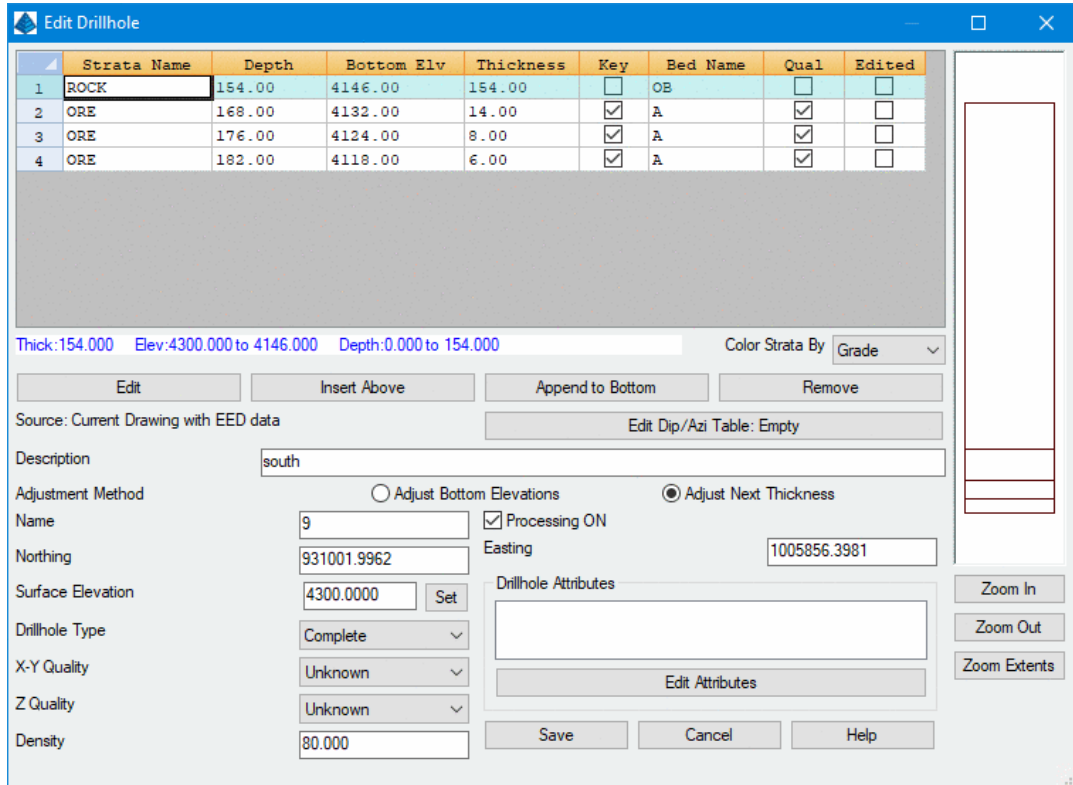 Edit Drillhole
Strata Name Depth Bottom Elv Thickness Key Bed Name Qual Edited
1 ROCK 154.00 4146.00 154.00 OB
2 ORE 168.00 4132.00 14.00 A
3 ORE 176.00 4124.00 8.00 A
4 ORE 182.00 4118.00 6.00 A
Thick:154.000 Elev:4300.000 to 4146.000 Depth:0.000 to 154.000 Color Strata By Grade
Edit Insert Above Append to Bottom Remove
Source: Current Drawing with EED data Edit Dip/Azi Table: Empty
Description south
Adjustment Method Adjust Bottom Elevations Adjust Next Thickness
Name 9 Processing ON
Northing 931001.9962 Easting 1005856.3981
Surface Elevation 4300.0000 Set Drillhole Attributes
Zoom In
Drillhole Type Complete Zoom Out
X-Y Quality Unknown Edit Attributes Zoom Extents
Z Quality Unknown
Density 80.000 Save Cancel Help